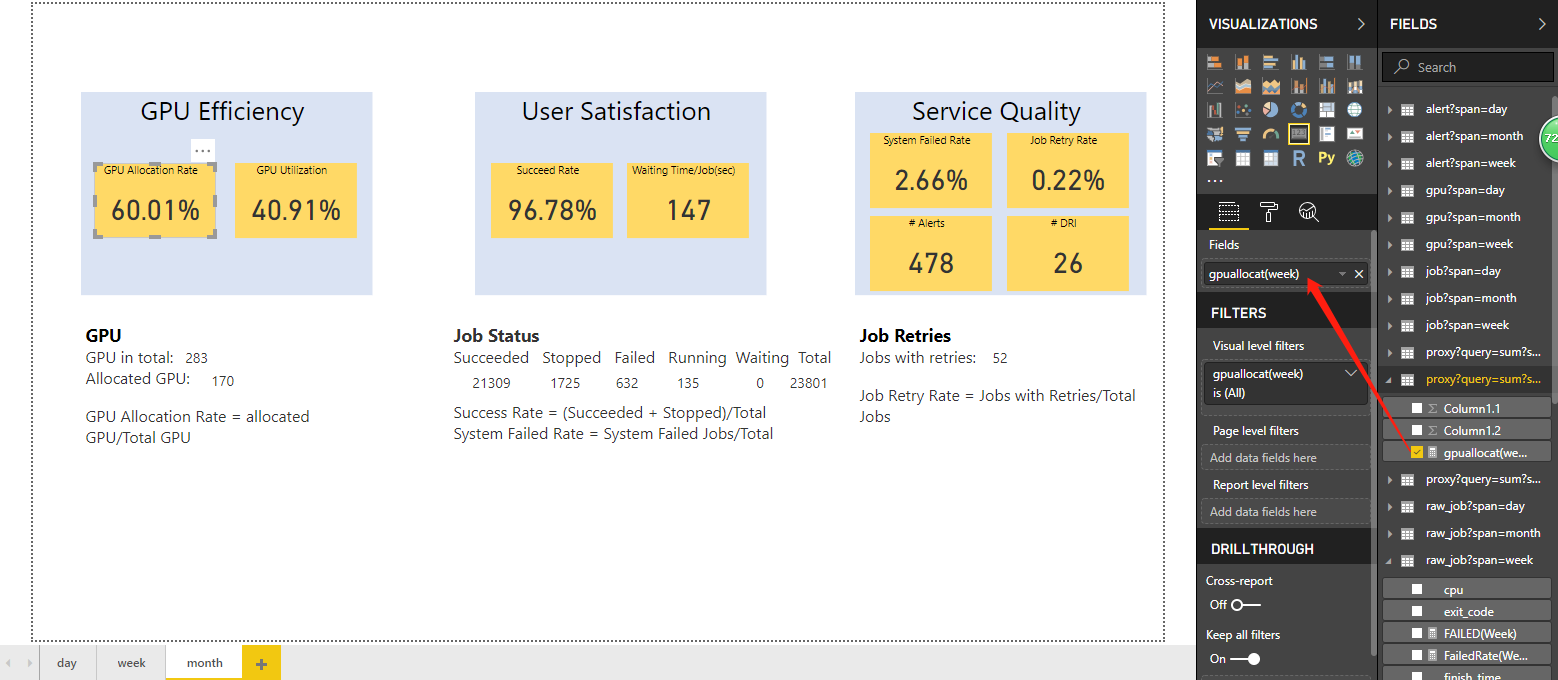 GPU Efficiency
...
GPU Allocation Rate
60.01%
GPU Utilization
40.91%
User Satisfaction
Succeed Rate
96.78%
Waiting Time/Job(sec)
147
Service Quality
System Failed Rate
2.66%
Job Retry Rate
0.22%
# Alerts
478
# DRI
26
GPU
GPU in total: 283
Allocated GPU: 170
GPU Allocation Rate = allocated
GPU/Total GPU
Job Status
Succeeded Stopped Failed Running Waiting Total
21309 1725 632 135 0 23801
Success Rate = (Succeeded + Stopped)/Total
System Failed Rate = System Failed Jobs/Total
Job Retries
Jobs with retries: 52
Job Retry Rate = Jobs with Retries/Total
Jobs
day
week
month
+
VISUALIZATIONS
R
Py
...
Fields
gpuallocat(week)
FILTERS
Visual level filters
gpuallocat(week)
is (All)
Page level filters
Add data fields here
Report level filters
Add data fields here
DRILLTHROUGH
Cross-report
Off
Keep all filters
On
FIELDS
Search
alert?span=day
alert?span=month
alert?span=week
gpu?span=day
gpu?span=month
gpu?span=week
job?span=day
job?span=month
job?span=week
proxy?query=sum?s...
proxy?query=sum?s...
Σ Column1.1
Σ Column1.2
gpuallocat(we...
proxy?query=sum?s...
raw_job?span=day
raw_job?span=month
raw_job?span=week
cpu
exit_code
FAILED(Week)
FailedRate(We...
finish_time
72